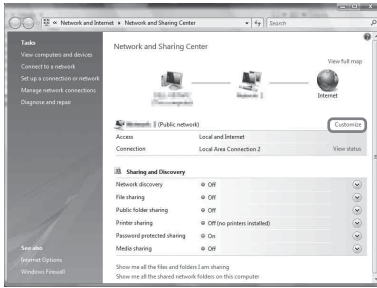 « Network and Internet ▸ Network and Sharing Center
Search
Tasks
View computers and devices
Connect to a network
Set up a connection or network
Manage network connections
Diagnose and repair
Network and Sharing Center
View full map
Internet
(Public network)
Customize
Access Local and Internet
Connection Local Area Connection 2 View status
Sharing and Discovery
Network discovery Off
File sharing Off
Public folder sharing Off
Printer sharing Off (no printers installed)
Password protected sharing On
Media sharing Off
Show me all the files and folders I am sharing
Show me all the shared network folders on this computer
See also
Internet Options
Windows Firewall